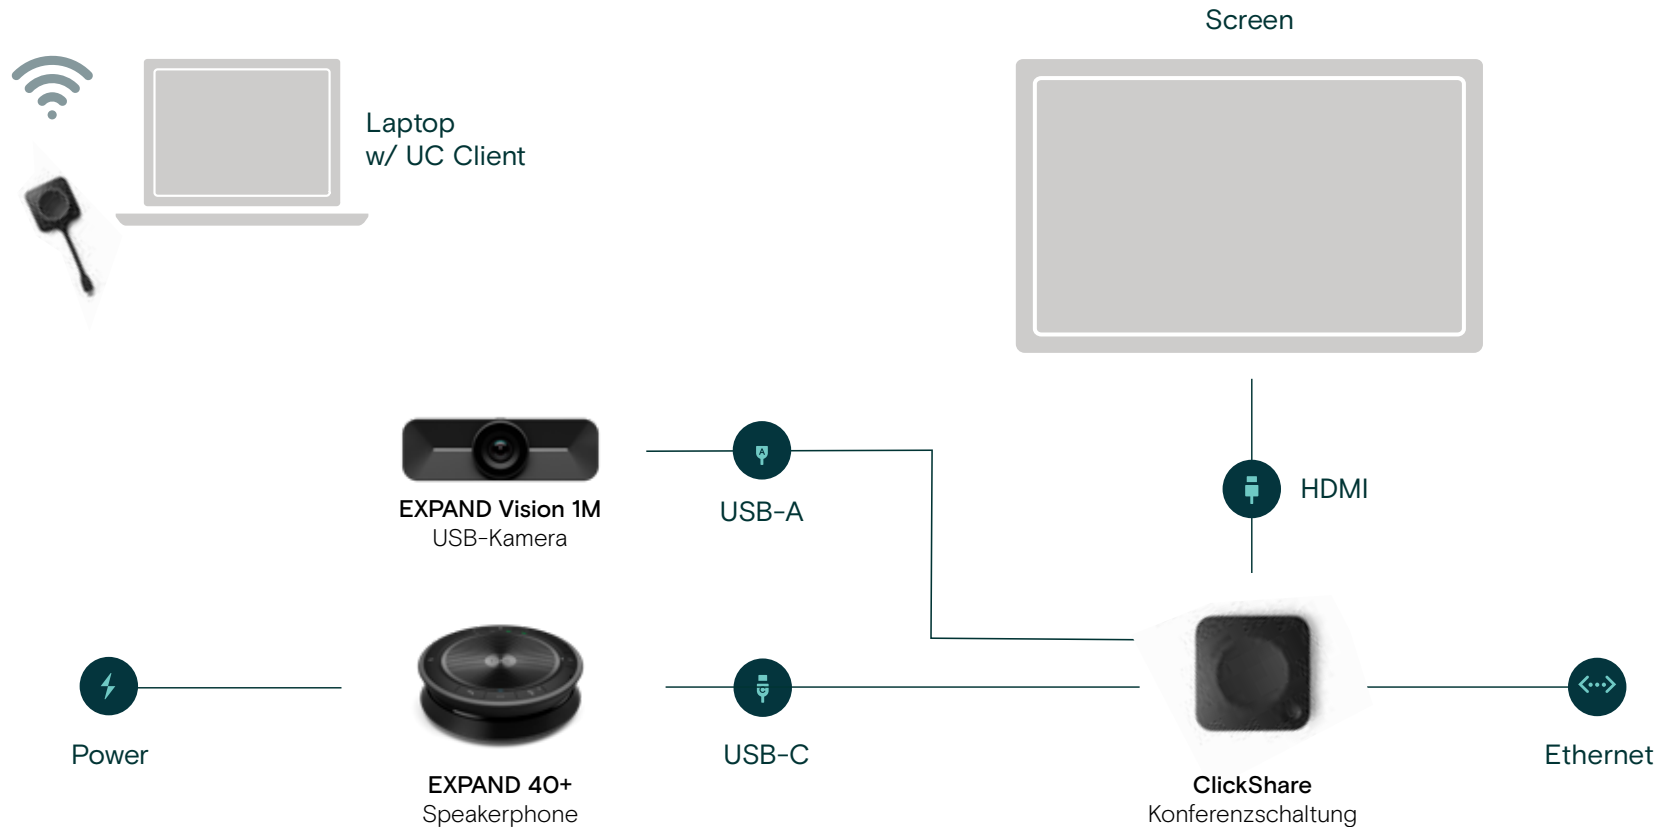 Screen
Laptop
w/ UC Client
EXPAND Vision 1M
USB-Kamera
USB-A
HDMI
Power
EXPAND 40+
Speakerphone
USB-C
ClickShare
Konferenzschaltung
Ethernet